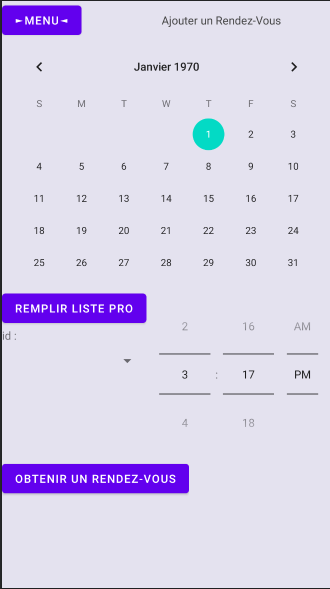 ►MENU◄ Ajouter un Rendez-Vous
Janvier 1970
S M T W T F S
1 2 3
4 5 6 7 8 9 10
11 12 13 14 15 16 17
18 19 20 21 22 23 24
25 26 27 28 29 30 31
REMPLIR LISTE PRO
id :
2 16 AM
3 : 17 PM
4 18
OBTENIR UN RENDEZ-VOUS